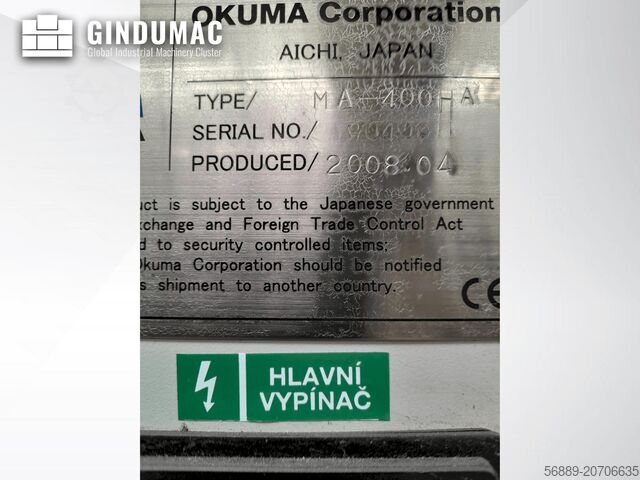 GINDUMAC
Global Industrial Machinery Cluster
OKUMA Corporation
AICHI, JAPAN
TYPE/ MA-400HA
SERIAL NO./
PRODUCED/ 2008.04
uct is subject to the Japanese government
xchange and Foreign Trade Control Act
d to security controlled items;
Okuma Corporation should be notified
s shipment to another country.
CE
HLAVNÍ
VYPÍNAČ
56889-20706635